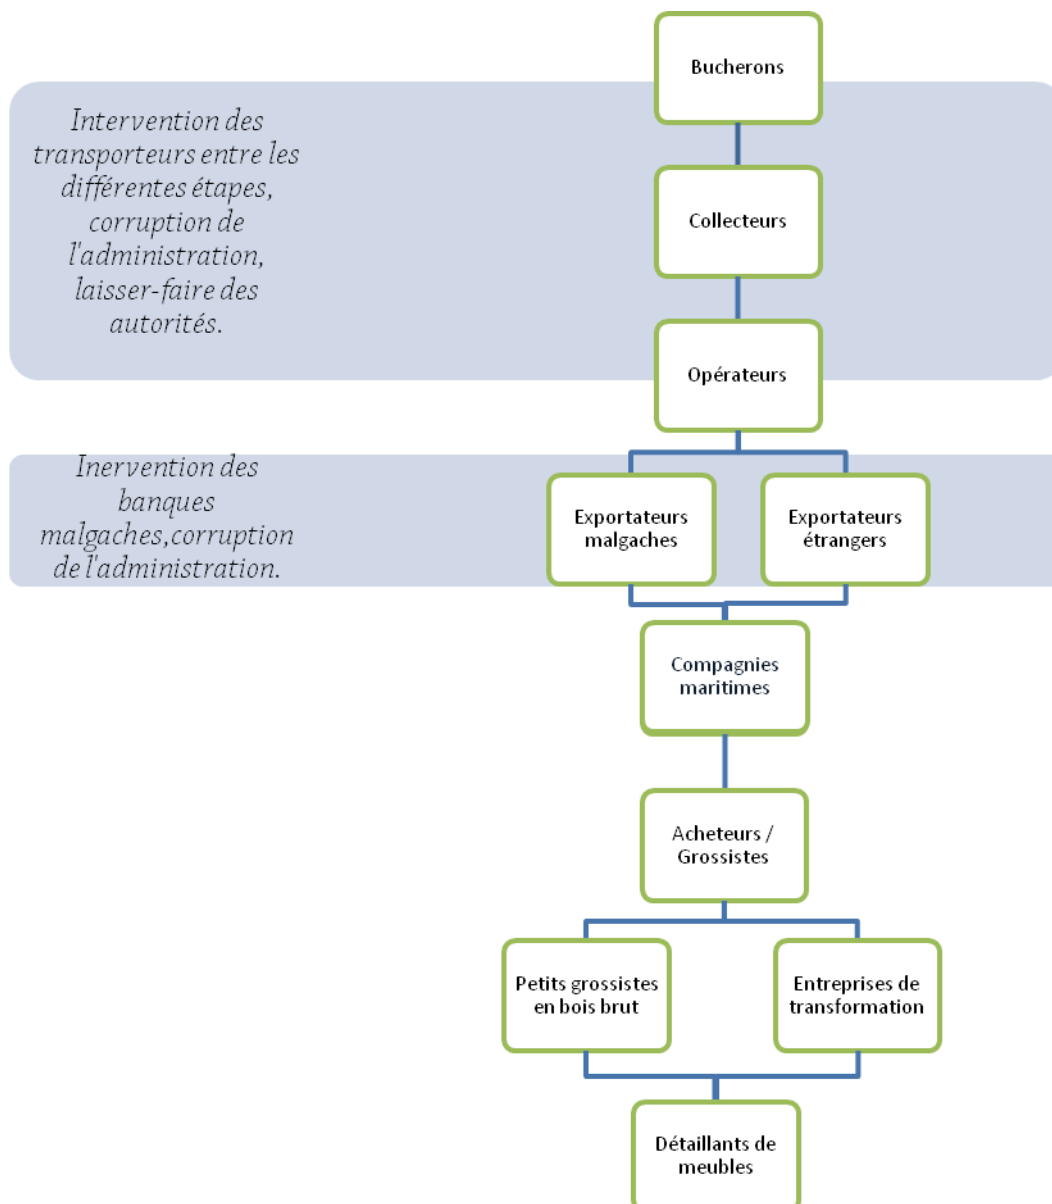 Bucherons
Intervention des
transporteurs entre les
différentes étapes,
corruption de
l'administration,
laisser-faire des
autorités.
Collecteurs
Opérateurs
Inervention des
banques
malgaches,corruption
de l'administration.
Exportateurs
malgaches
Exportateurs
étrangers
Compagnies
maritimes
Acheteurs /
Grossistes
Petits grossistes
en bois brut
Entreprises de
transformation
Détaillants de
meubles